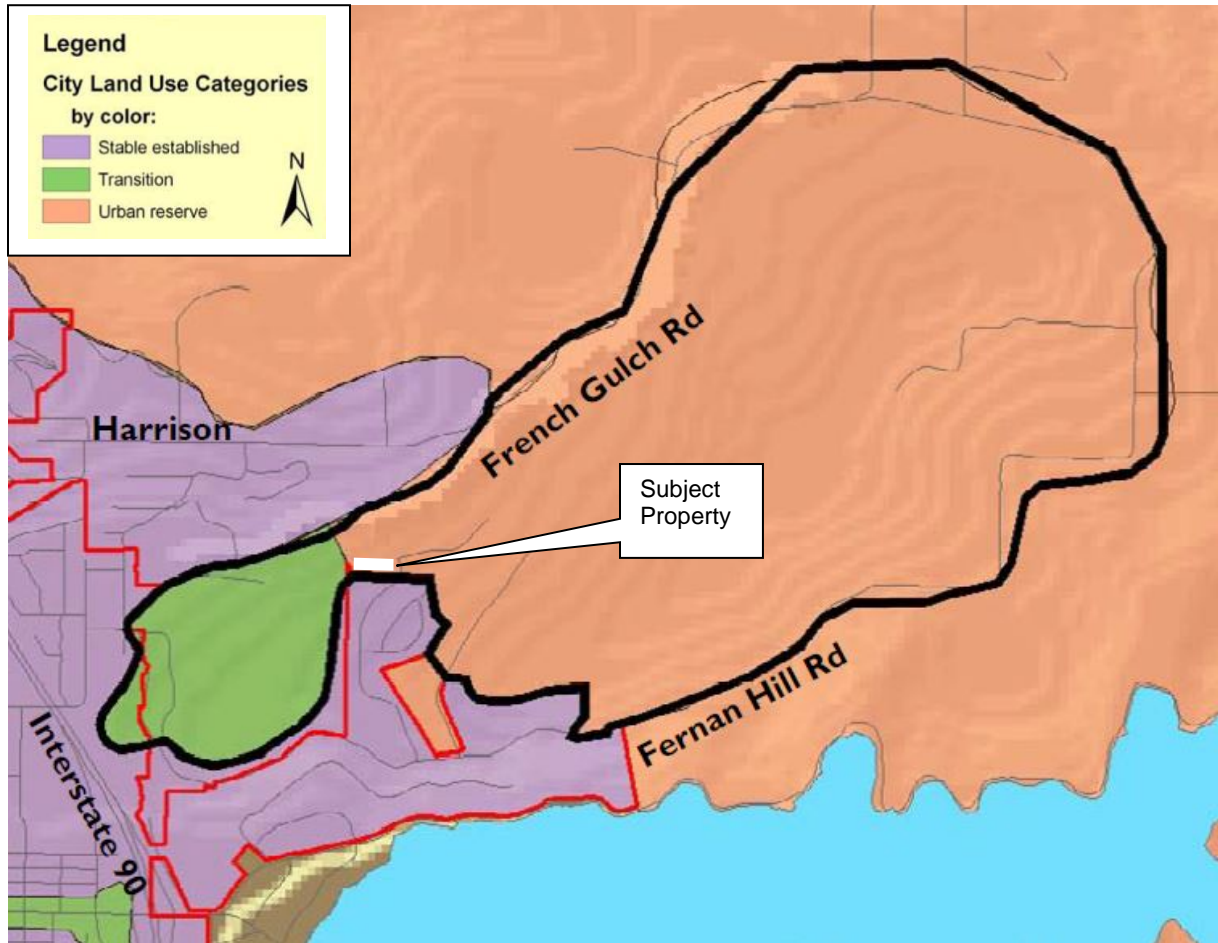 Legend
City Land Use Categories
by color:
Stable established
Transition
Urban reserve
N
Harrison
French Gulch Rd
Subject
Property
Fernan Hill Rd
Interstate 90